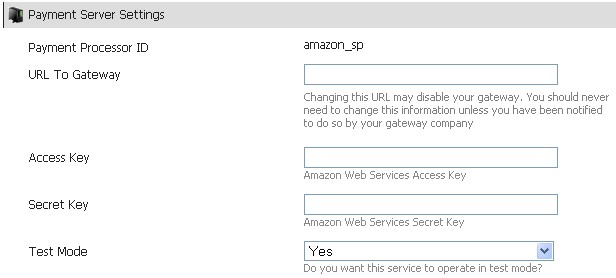 Payment Server Settings
Payment Processor ID
amazon_sp
URL To Gateway
Changing this URL may disable your gateway. You should never
need to change this information unless you have been notified
to do so by your gateway company
Access Key
Amazon Web Services Access Key
Secret Key
Amazon Web Services Secret Key
Test Mode
Yes
Do you want this service to operate in test mode?